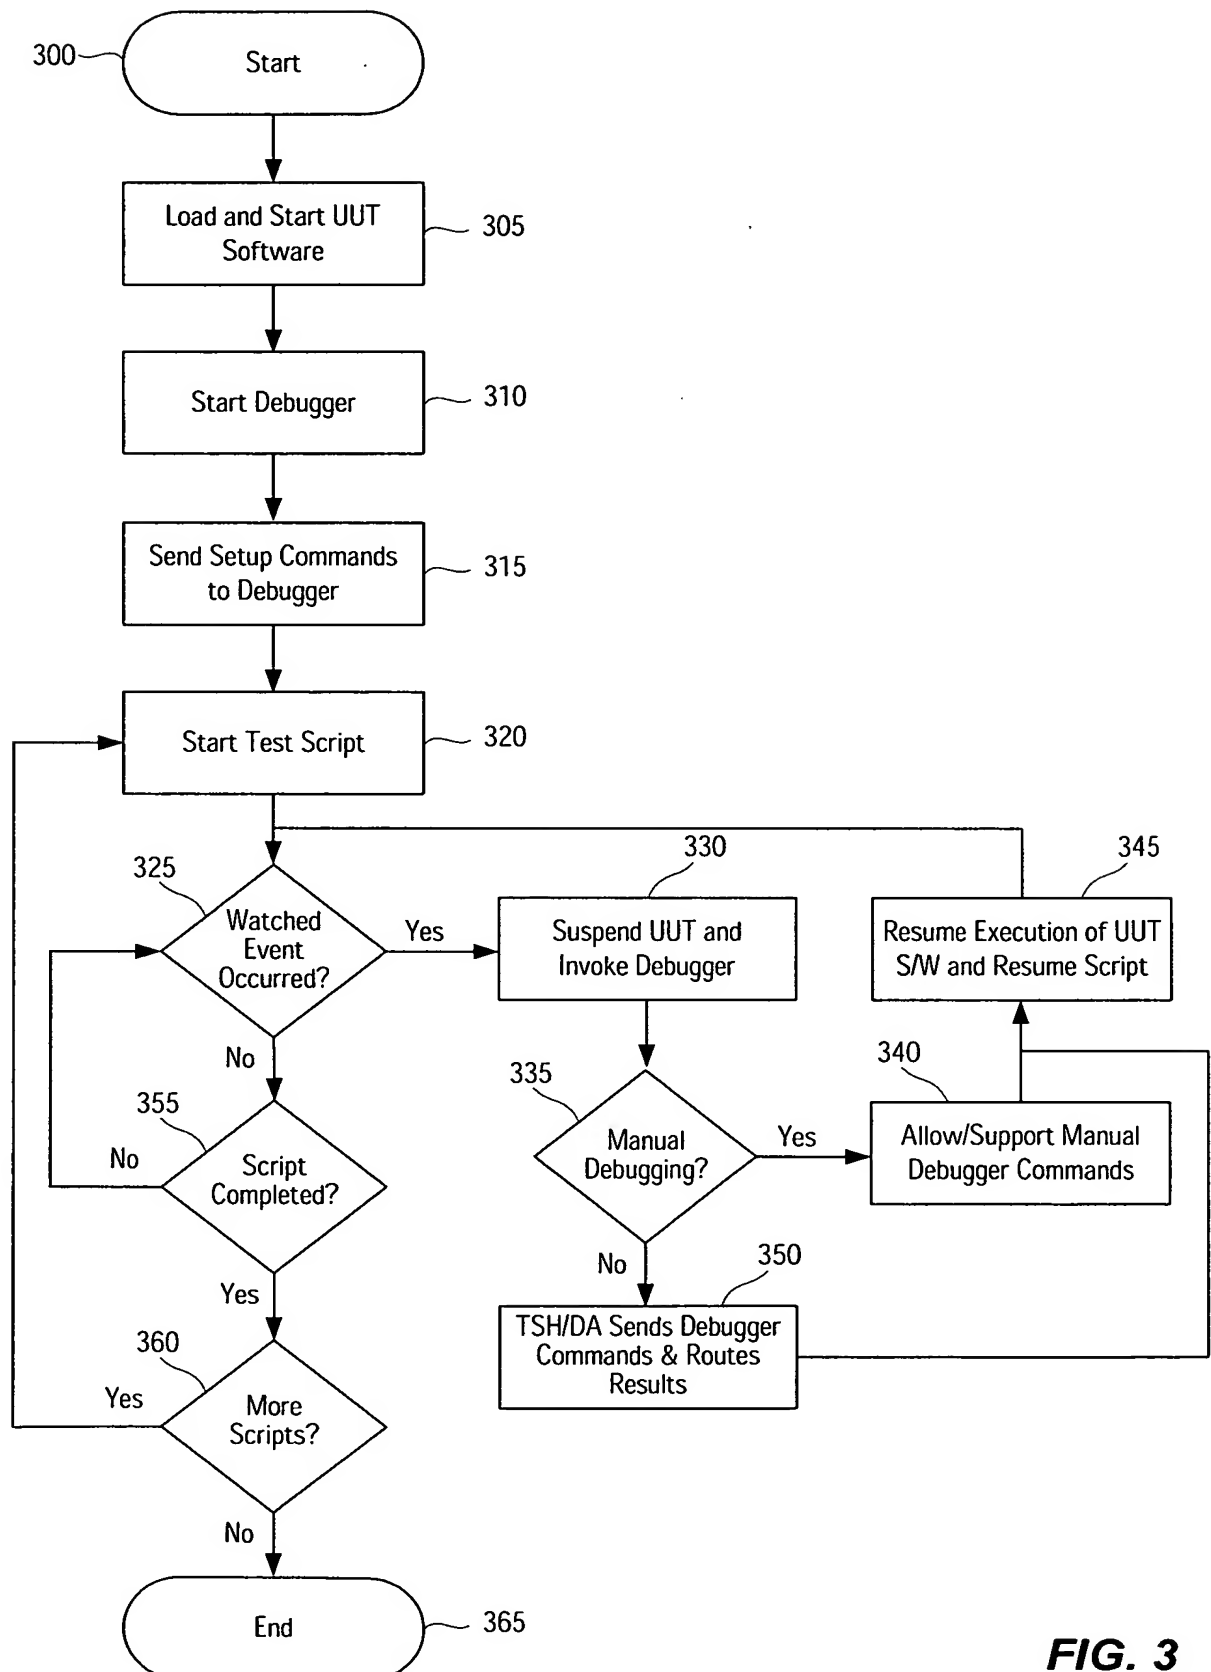 300
Start
Load and Start UUT
Software
305
Start Debugger
310
Send Setup Commands
to Debugger
315
Start Test Script
320
325
Watched
Event
Occurred?
Yes
No
330
Suspend UUT and
Invoke Debugger
345
Resume Execution of UUT
S/W and Resume Script
335
Manual
Debugging?
Yes
No
340
Allow/Support Manual
Debugger Commands
350
TSH/DA Sends Debugger
Commands & Routes
Results
355
Script
Completed?
No
Yes
360
More
Scripts?
Yes
No
End
365
FIG. 3